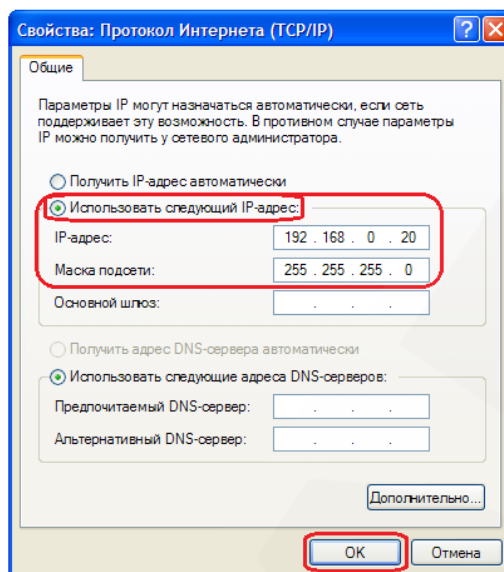 Свойства: Протокол Интернета (TCP/IP)
Общие
Параметры IP могут назначаться автоматически, если сеть
поддерживает эту возможность. В противном случае параметры
IP можно получить у сетевого администратора.
Получить IP-адрес автоматически
Использовать следующий IP-адрес:
IP-адрес: 192 . 168 . 0 . 20
Маска подсети: 255 . 255 . 255 . 0
Основной шлюз: . . .
Получить адрес DNS-сервера автоматически
Использовать следующие адреса DNS-серверов:
Предпочитаемый DNS-сервер: . . .
Альтернативный DNS-сервер: . . .
Дополнительно...
OK Отмена